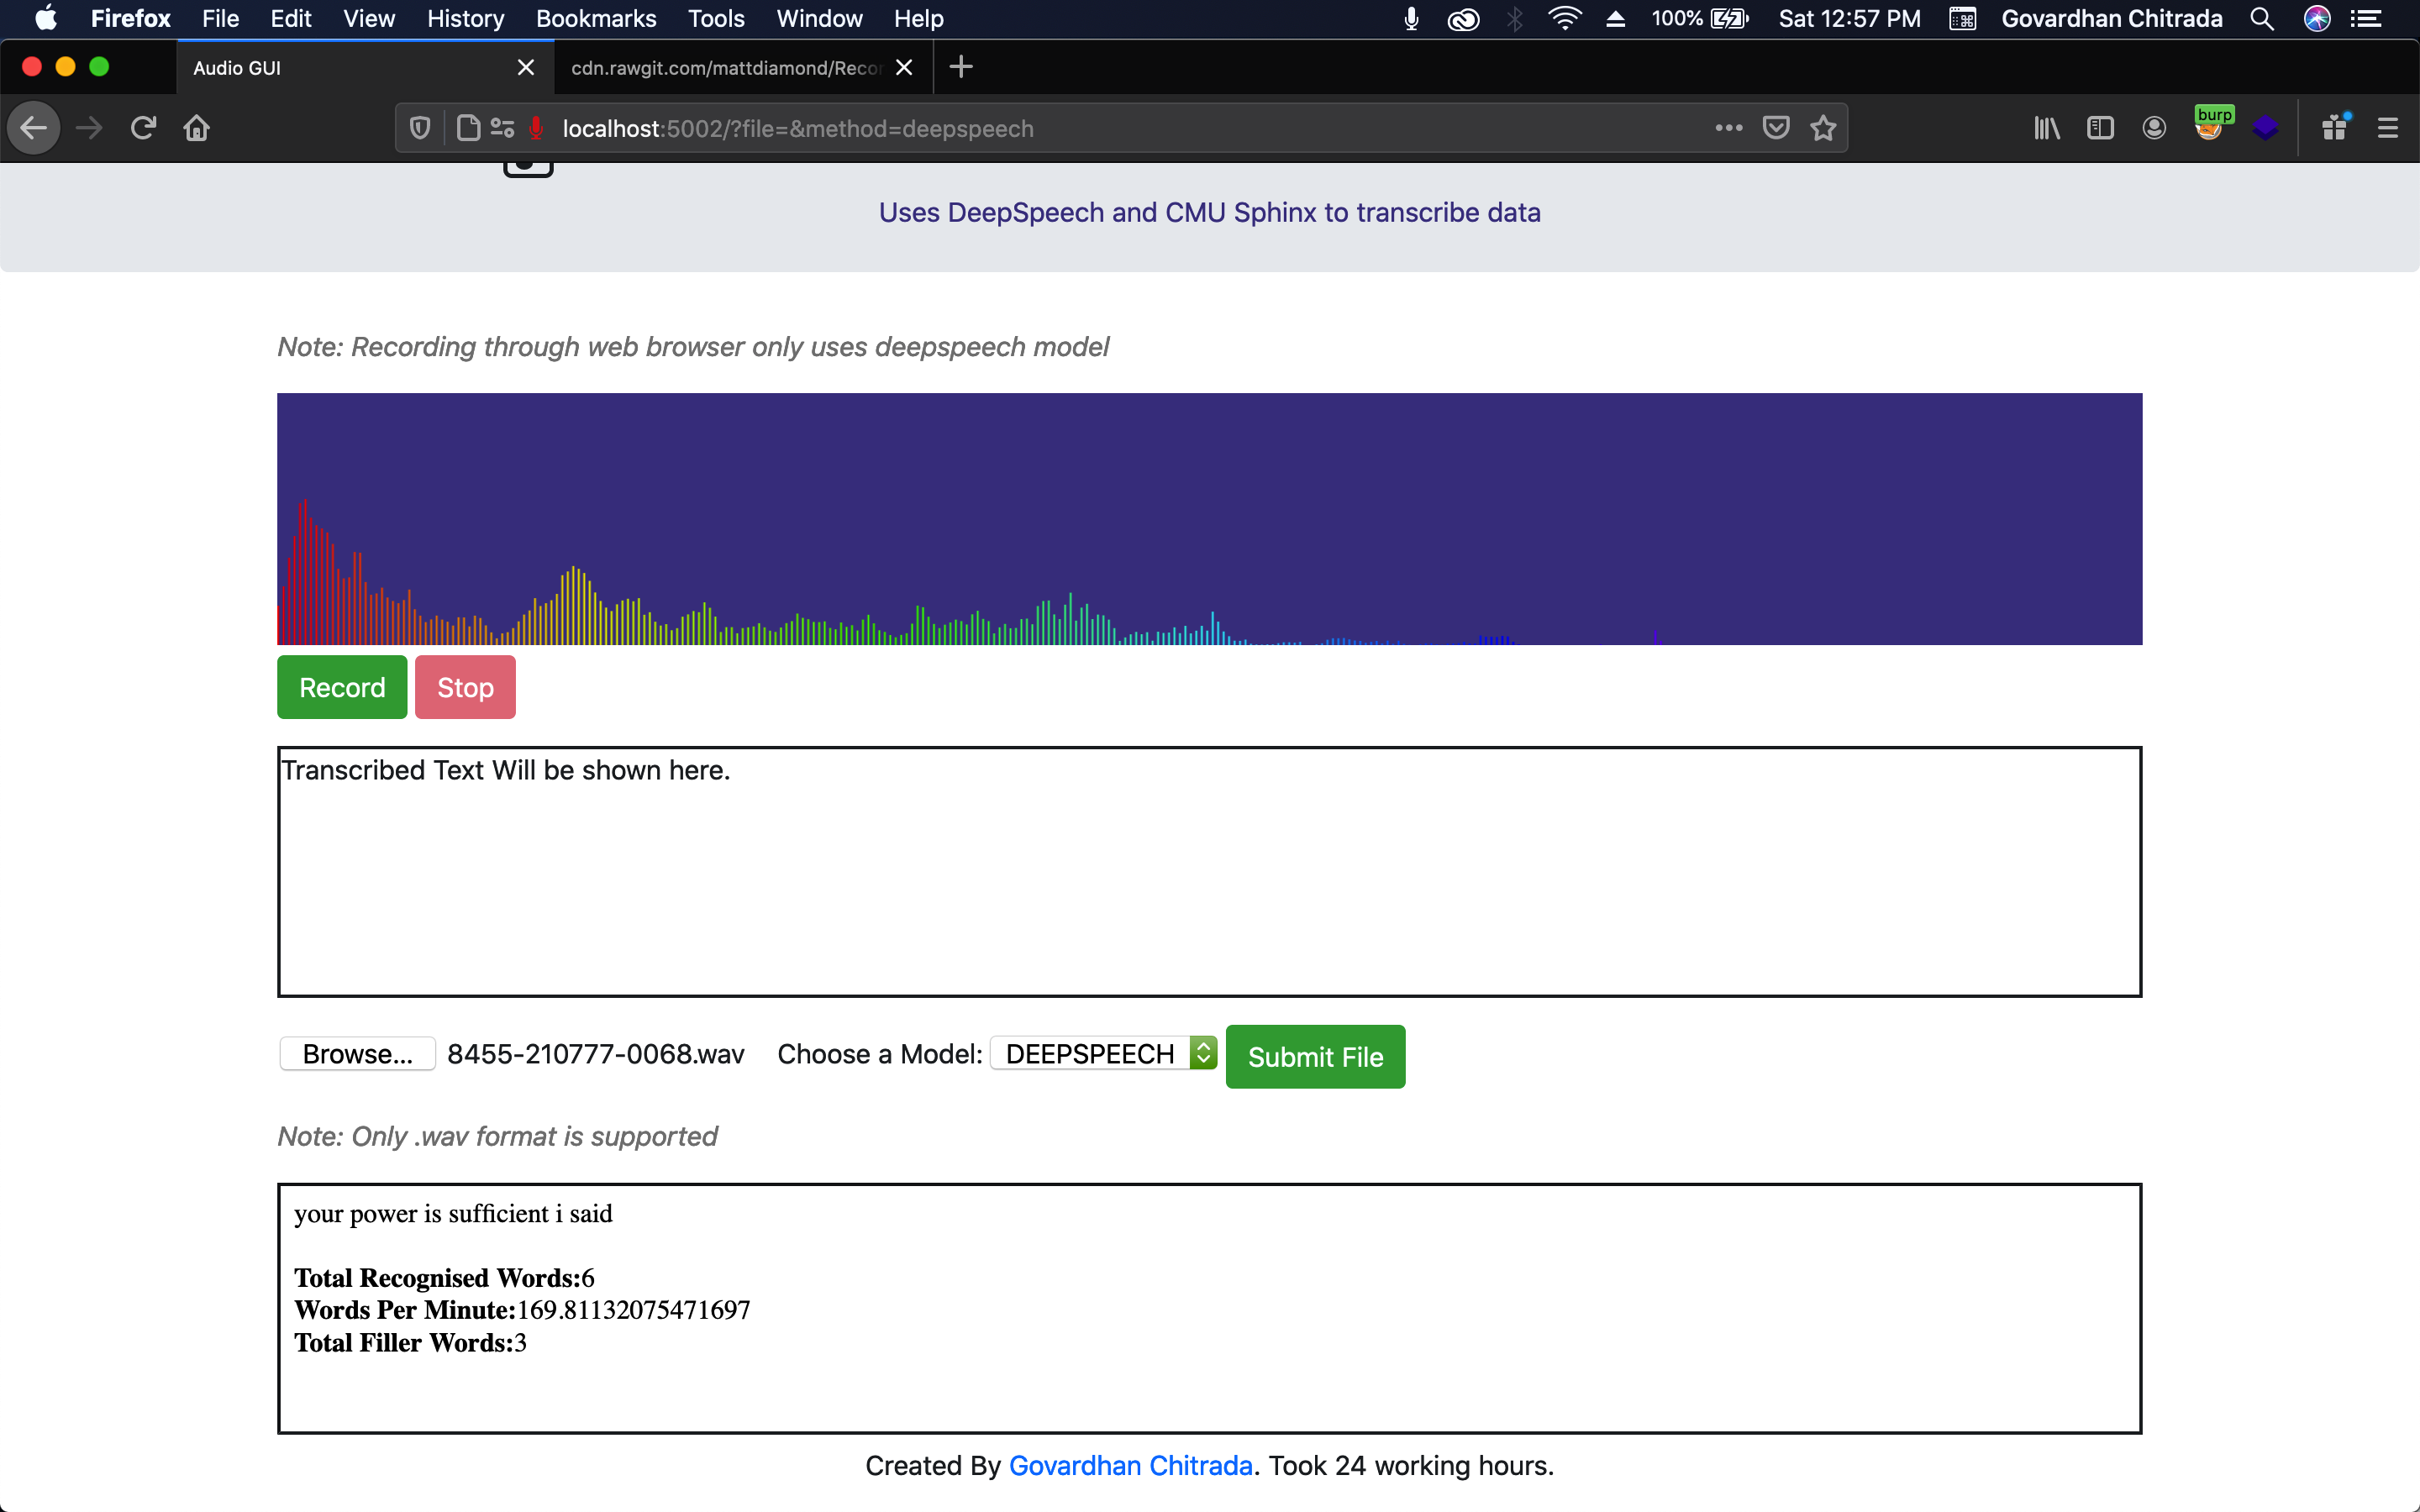 Firefox File Edit View History Bookmarks Tools Window Help 100% Sat 12:57 PM Govardhan Chitrada
Audio GUI cdn.rawgit.com/mattdiamond/Recor
localhost:5002/?file=&method=deepspeech burp
Uses DeepSpeech and CMU Sphinx to transcribe data
Note: Recording through web browser only uses deepspeech model
Record Stop
Transcribed Text Will be shown here.
Browse... 8455-210777-0068.wav Choose a Model: DEEPSPEECH Submit File
Note: Only .wav format is supported
your power is sufficient i said
Total Recognised Words:6
Words Per Minute:169.81132075471697
Total Filler Words:3
Created By Govardhan Chitrada. Took 24 working hours.